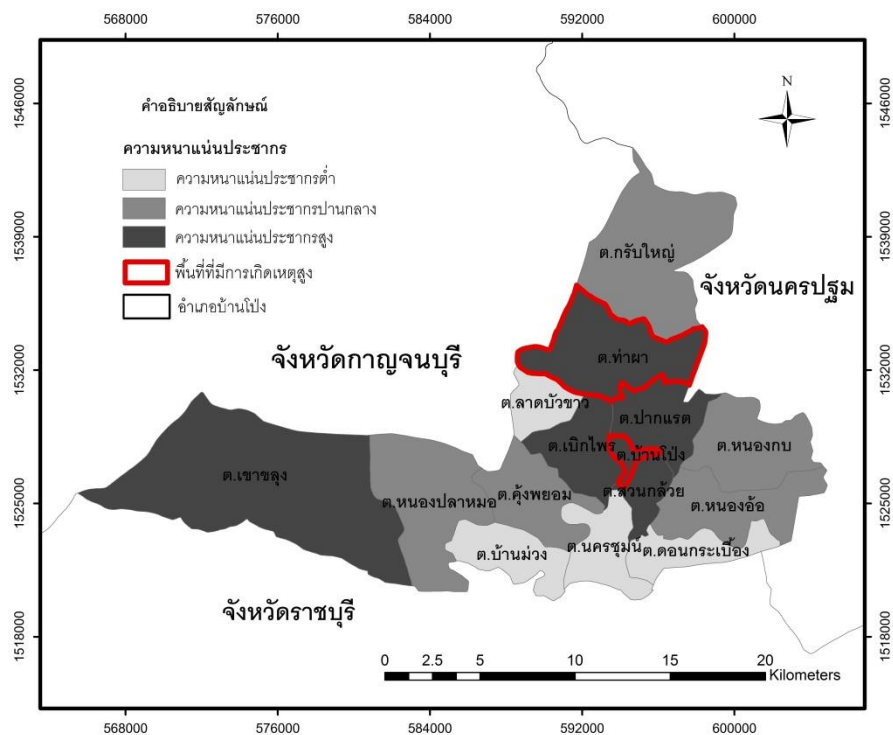 568000 576000 584000 592000 600000
1546000
1539000
1532000
1525000
1518000
N
คำอธิบายสัญลักษณ์
ความหนาแน่นประชากร
ความหนาแน่นประชากรต่ำ
ความหนาแน่นประชากรปานกลาง
ความหนาแน่นประชากรสูง
พื้นที่ที่มีการเกิดเหตุสูง
อำเภอบ้านโป่ง
ต.กรับใหญ่
จังหวัดนครปฐม
จังหวัดกาญจนบุรี
ต.ท่าผา
ต.ลาดบัวขาว
ต.ปากแรต
ต.เบิกไพร
ต.บ้านโป่ง
ต.หนองกบ
ต.เขาขลุง
ต.หนองปลาหมอ
ต.คุ้งพยอม
ต.สวนกล้วย
ต.หนองอ้อ
ต.บ้านม่วง
ต.นครชุมน์
ต.ดอนกระเบื้อง
จังหวัดราชบุรี
0 2.5 5 10 15 20
Kilometers
1546000
1539000
1532000
1525000
1518000
568000 576000 584000 592000 600000